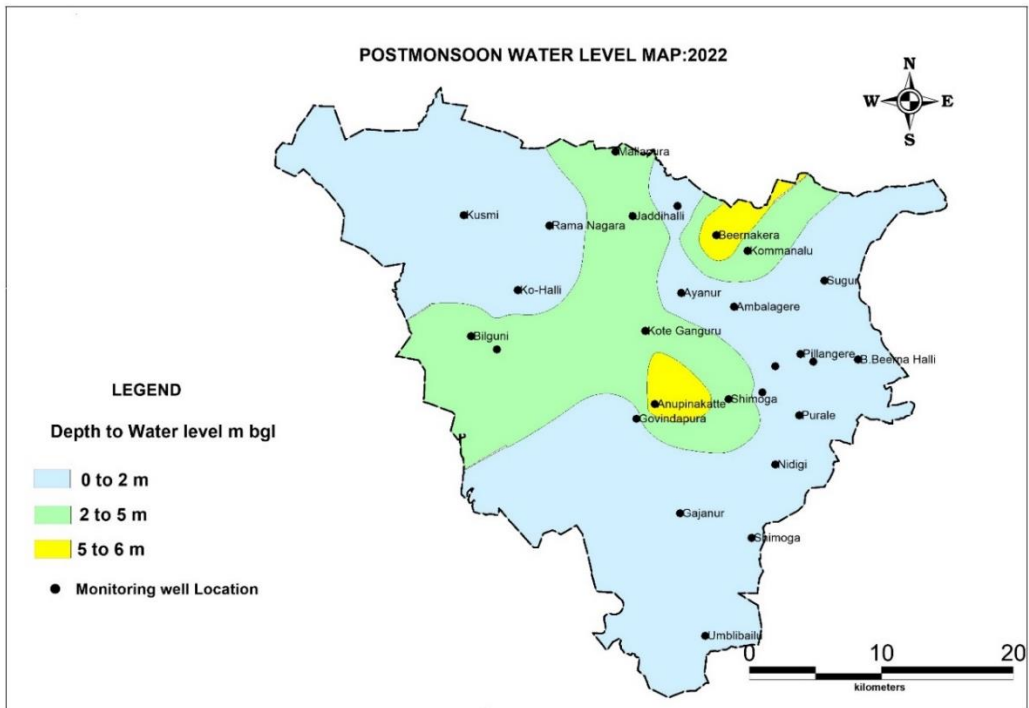 POSTMONSOON WATER LEVEL MAP:2022
N
W E
S
Mallapura
Kusmi
Rama Nagara
Jaddihalli
Beernakera
Kommanalu
Sugur
Ko-Halli
Ayanur
Ambalagere
Bilguni
Kote Ganguru
Pillangere
B.Beerna Halli
Anupinakatte
Shimoga
Govindapura
Purale
Nidigi
Gajanur
Shimoga
Umblibailu
LEGEND
Depth to Water level m bgl
0 to 2 m
2 to 5 m
5 to 6 m
Monitoring well Location
0 10 20
kilometers